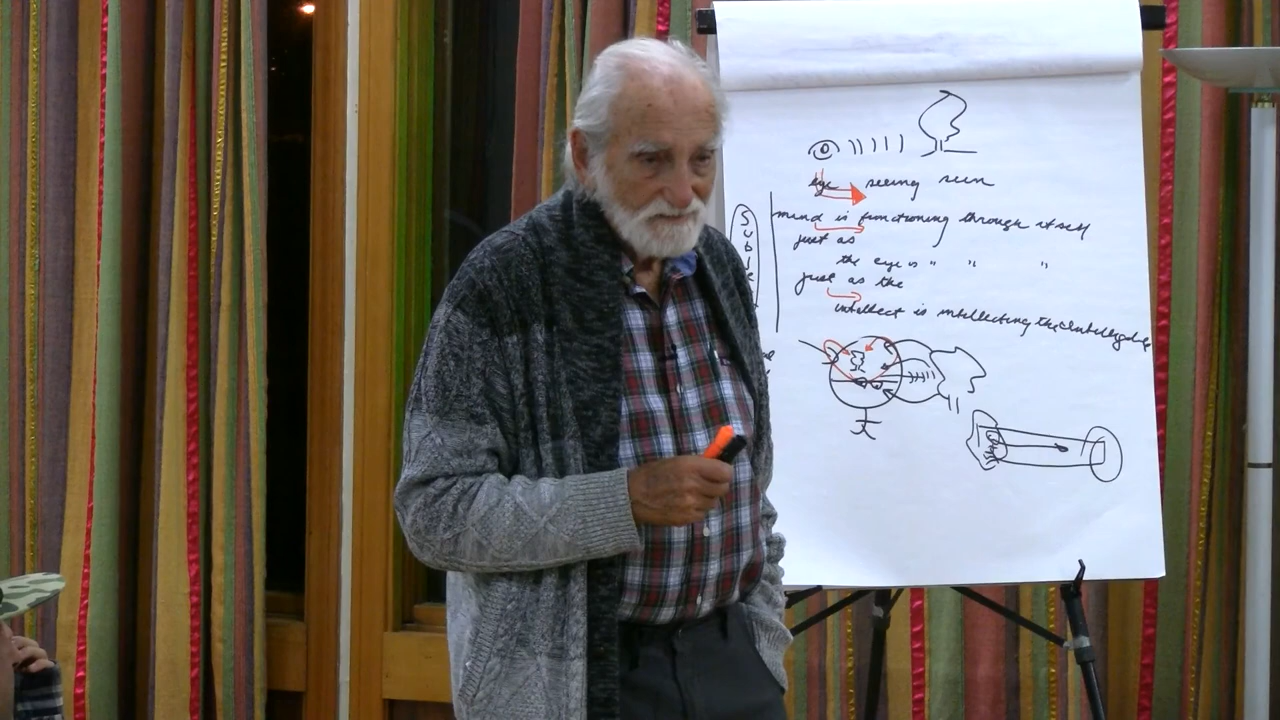 eye seeing seen
mind is functioning through itself
just as
the eye is " " "
just as the
intellect is intellecting the